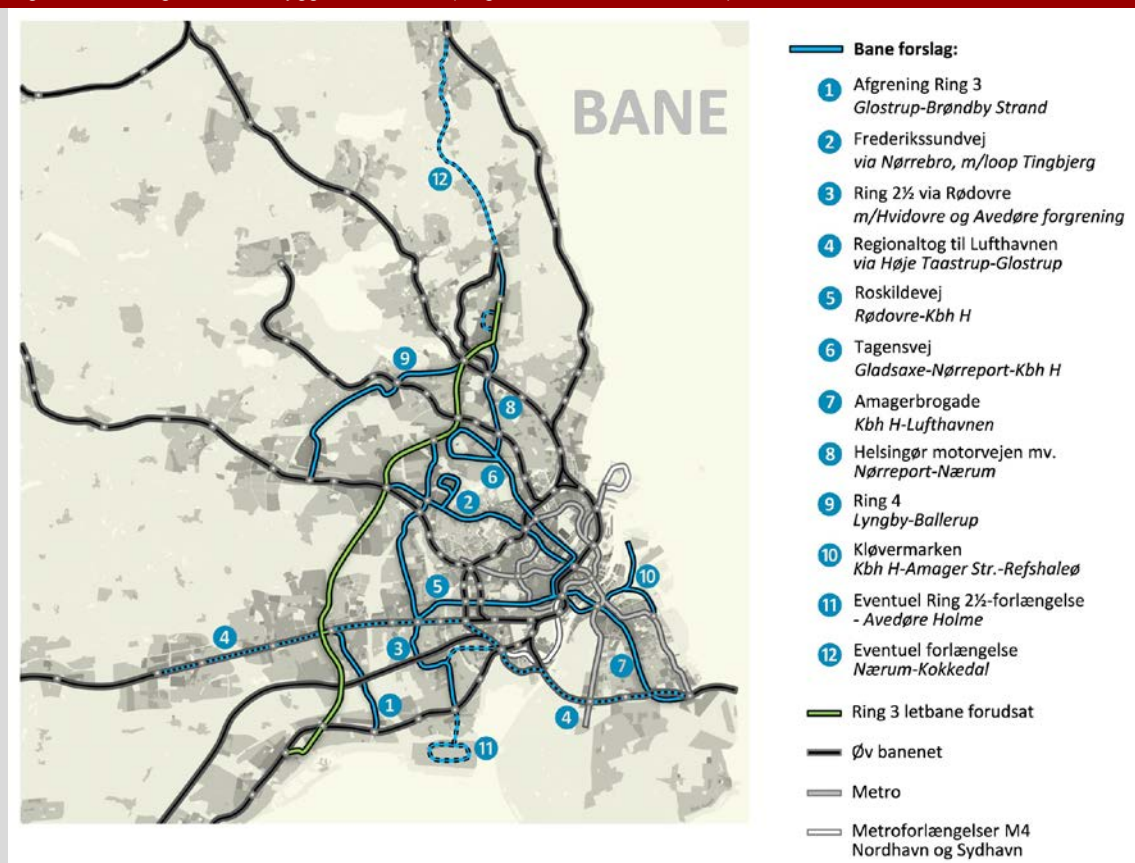 BANE
12
9
8
6
2
10
5
4
3
7
1
4
11
Bane forslag:
1 Afgrening Ring 3
Glostrup-Brøndby Strand
2 Frederikssundvej
via Nørrebro, m/loop Tingbjerg
3 Ring 2½ via Rødovre
m/Hvidovre og Avedøre forgrening
4 Regionaltog til Lufthavnen
via Høje Taastrup-Glostrup
5 Roskildevej
Rødovre-Kbh H
6 Tagensvej
Gladsaxe-Nørreport-Kbh H
7 Amagerbrogade
Kbh H-Lufthavnen
8 Helsingør motorvejen mv.
Nørreport-Nærum
9 Ring 4
Lyngby-Ballerup
10 Kløvermarken
Kbh H-Amager Str.-Refshaleø
11 Eventuel Ring 2½-forlængelse
- Avedøre Holme
12 Eventuel forlængelse
Nærum-Kokkedal
Ring 3 letbane forudsat
Øv banenet
Metro
Metroforlængelser M4
Nordhavn og Sydhavn